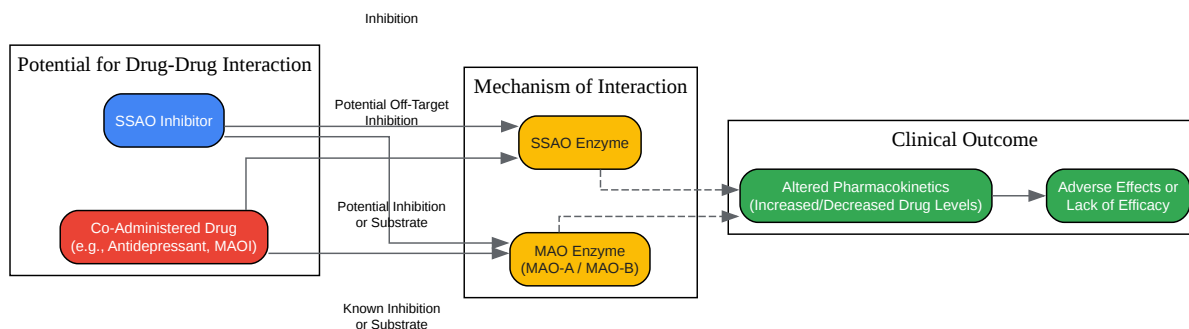 Inhibition
Potential for Drug-Drug Interaction
SSAO Inhibitor
Co-Administered Drug
(e.g., Antidepressant, MAOI)
Potential Off-Target
Inhibition
Potential Inhibition
or Substrate
Known Inhibition
or Substrate
Mechanism of Interaction
SSAO Enzyme
MAO Enzyme
(MAO-A / MAO-B)
Clinical Outcome
Altered Pharmacokinetics
(Increased/Decreased Drug Levels)
Adverse Effects or
Lack of Efficacy